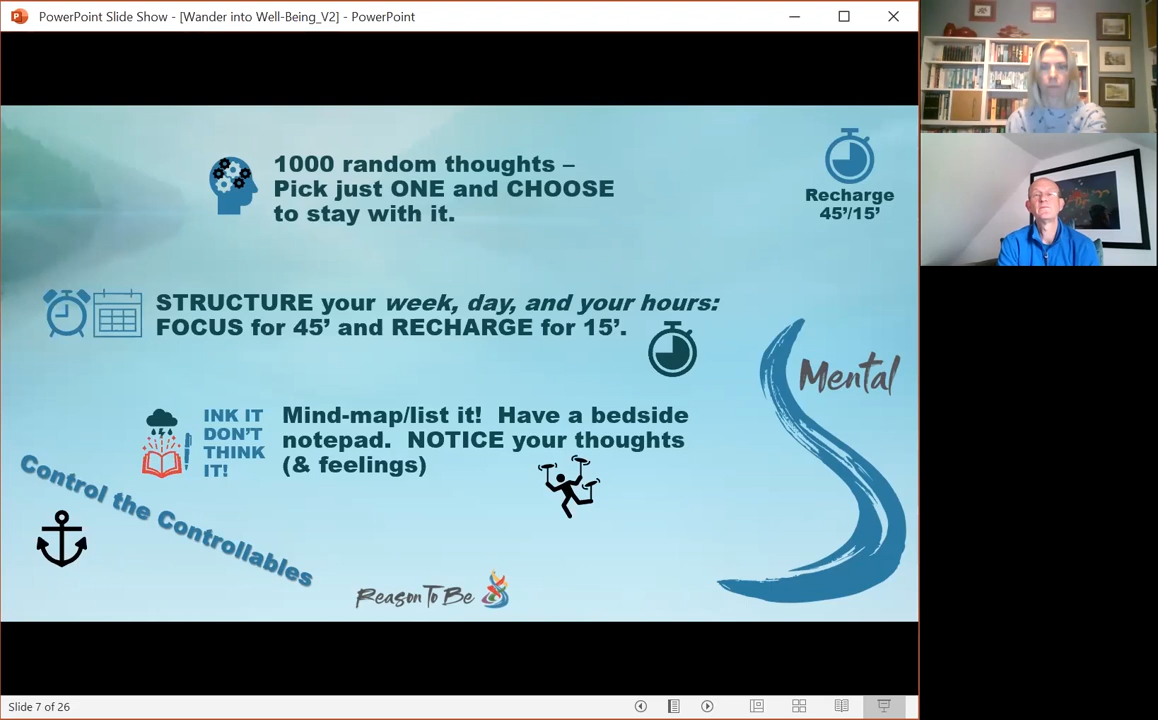 PowerPoint Slide Show - [Wander into Well-Being_V2] - PowerPoint
1000 random thoughts –
Pick just ONE and CHOOSE
to stay with it.
Recharge
45’/15’
STRUCTURE your week, day, and your hours:
FOCUS for 45’ and RECHARGE for 15’.
Mental
INK IT
DON’T
THINK
IT!
Mind-map/list it!  Have a bedside
notepad.  NOTICE your thoughts
(& feelings)
Control the Controllables
Reason To Be
Slide 7 of 26